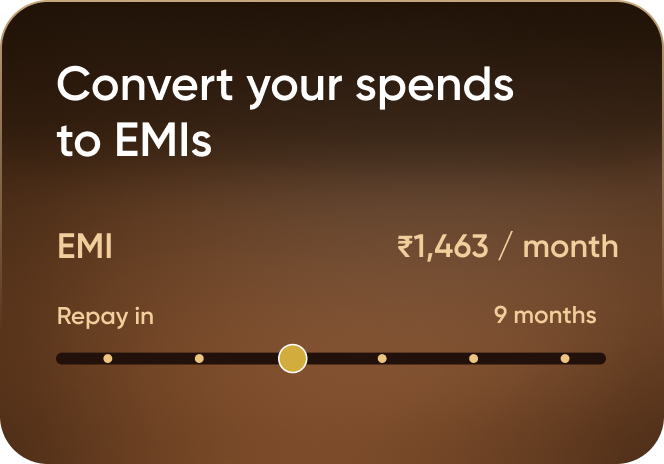 Convert your spends
to EMIs
EMI ₹1,463 / month
Repay in 9 months